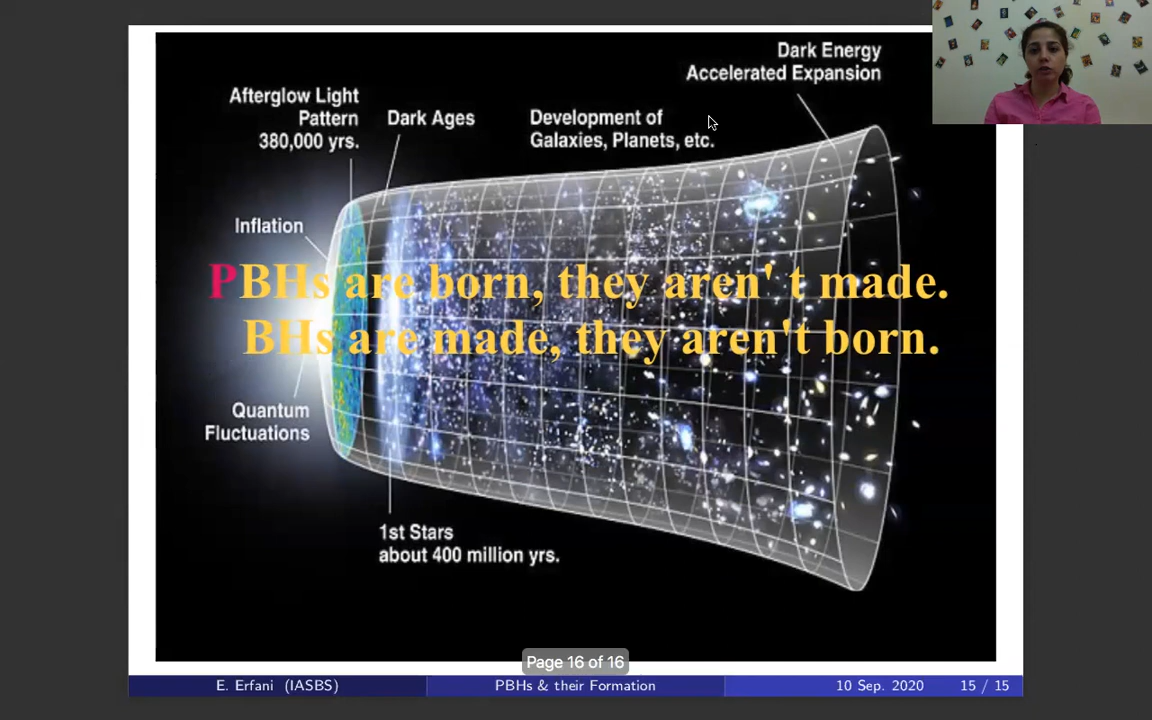 Dark Energy
Accelerated Expansion
Afterglow Light
Pattern
380,000 yrs.
Dark Ages
Development of
Galaxies, Planets, etc.
Inflation
PBHs are born, they aren' t made.
BHs are made, they aren't born.
Quantum
Fluctuations
1st Stars
about 400 million yrs.
Page 16 of 16
E. Erfani (IASBS)
PBHs & their Formation
10 Sep. 2020
15 / 15